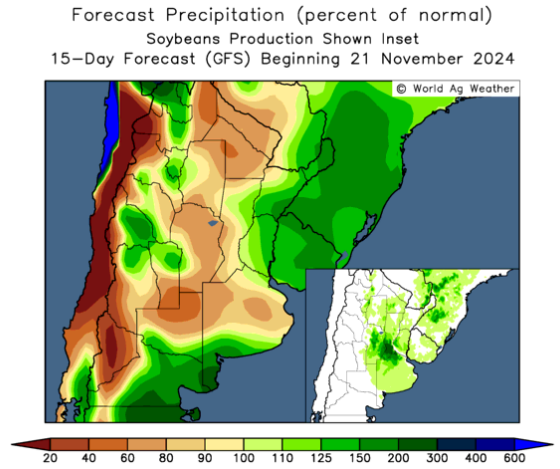 Forecast Precipitation (percent of normal)
Soybeans Production Shown Inset
15-Day Forecast (GFS) Beginning 21 November 2024
© World Ag Weather
20 40 60 80 90 100 110 125 150 200 300 400 600